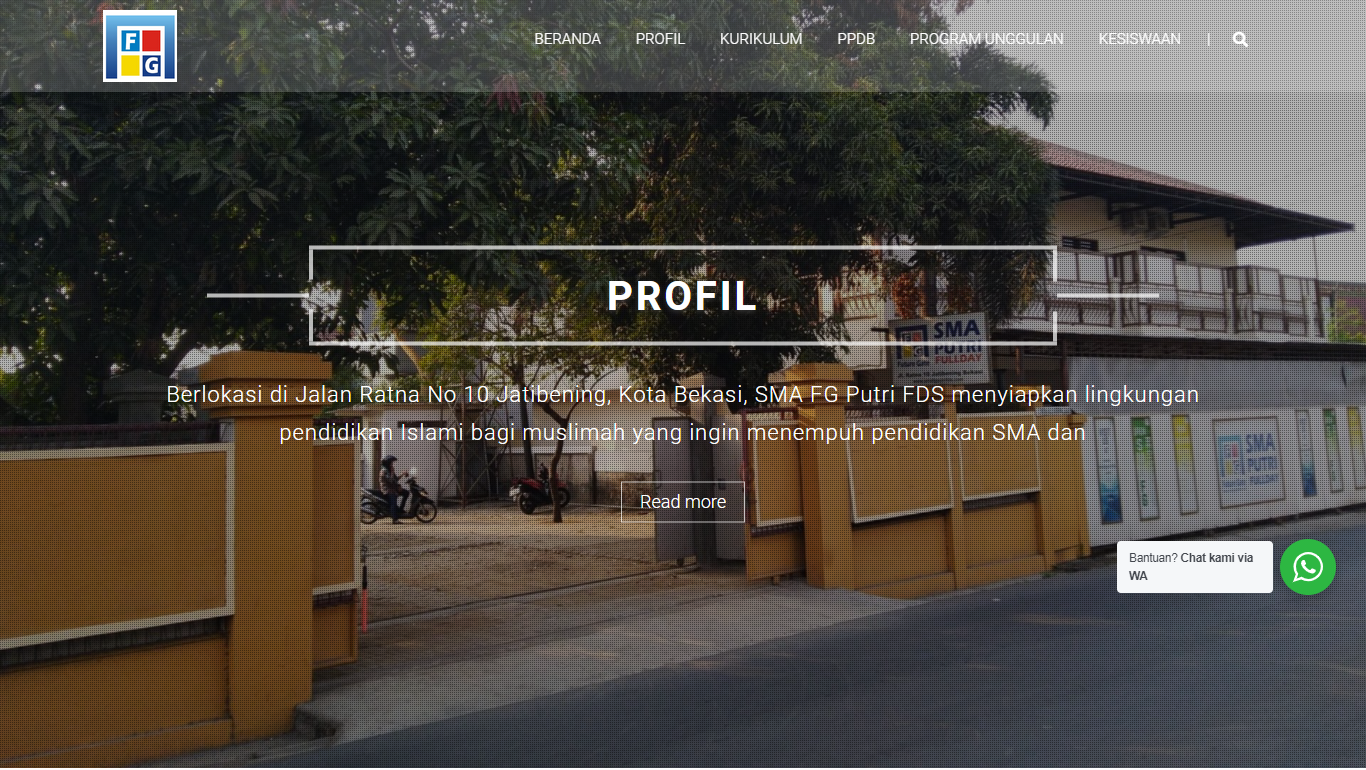 F
G
BERANDA PROFIL KURIKULUM PPDB PROGRAM UNGGULAN KESISWAAN |
PROFIL
SMA
PUTRI
FULLDAY
Berlokasi di Jalan Ratna No 10 Jatibening, Kota Bekasi, SMA FG Putri FDS menyiapkan lingkungan
pendidikan Islami bagi muslimah yang ingin menempuh pendidikan SMA dan
SMA
PUTRI
FULLDAY
Read more
Bantuan? Chat kami via
WA